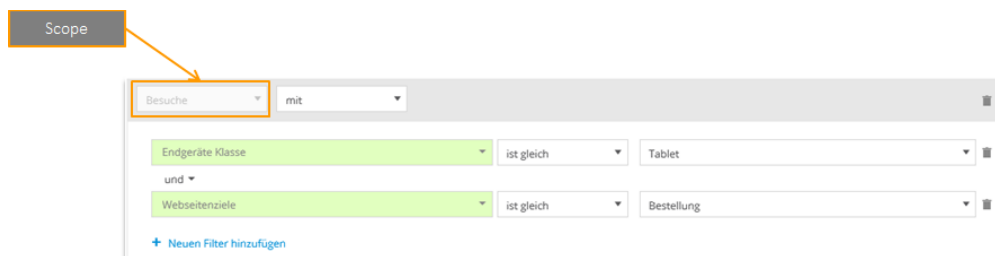 Scope
Besuche mit
Endgeräte Klasse ist gleich Tablet
und
Webseitenziele ist gleich Bestellung
+ Neuen Filter hinzufügen